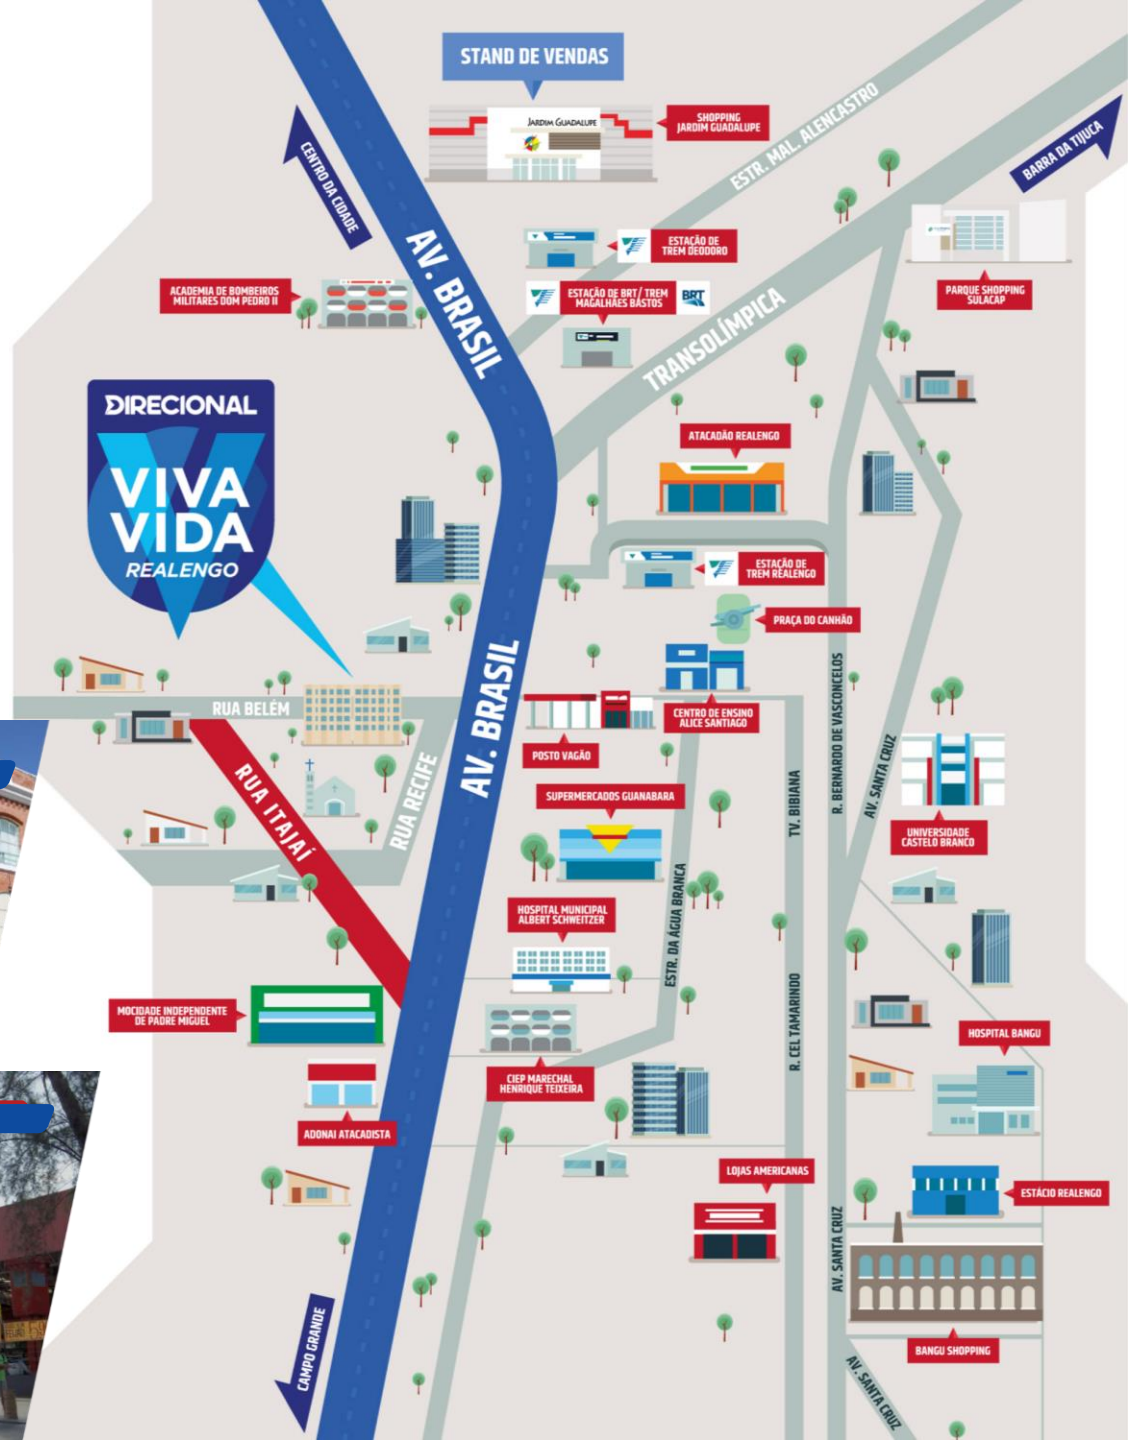 STAND DE VENDAS
JARDIM GUADALUPE
SHOPPING
JARDIM GUADALUPE
ESTR. MAL. ALENCASTRO
BARRA DA TIJUCA
CENTRO DA CIDADE
AV. BRASIL
ESTAÇÃO DE
TREM DEODORO
ACADEMIA DE BOMBEIROS
MILITARES DOM PEDRO II
ESTAÇÃO DE BRT/ TREM
MAGALHÃES BASTOS
BRT
PARQUE SHOPPING
SULACAP
TRANSOLÍMPICA
DIRECIONAL
VIVA
VIDA
REALENGO
ATACADÃO REALENGO
ESTAÇÃO DE
TREM REALENGO
PRAÇA DO CANHÃO
RUA BELÉM
AV. BRASIL
CENTRO DE ENSINO
ALICE SANTIAGO
R. BERNARDO DE VASCONCELOS
POSTO VAGÃO
AV. SANTA CRUZ
RUA ITAJAÍ
RUA RECIFE
SUPERMERCADOS GUANABARA
TV. BIBIANA
UNIVERSIDADE
CASTELO BRANCO
HOSPITAL MUNICIPAL
ALBERT SCHWEITZER
ESTR. DA ÁGUA BRANCA
MOCIDADE INDEPENDENTE
DE PADRE MIGUEL
R. CEL TAMARINDO
HOSPITAL BANGU
CIEP MARECHAL
HENRIQUE TEIXEIRA
ADONAI ATACADISTA
LOJAS AMERICANAS
ESTÁCIO REALENGO
AV. SANTA CRUZ
CAMPO GRANDE
BANGU SHOPPING
AV. SANTA CRUZ